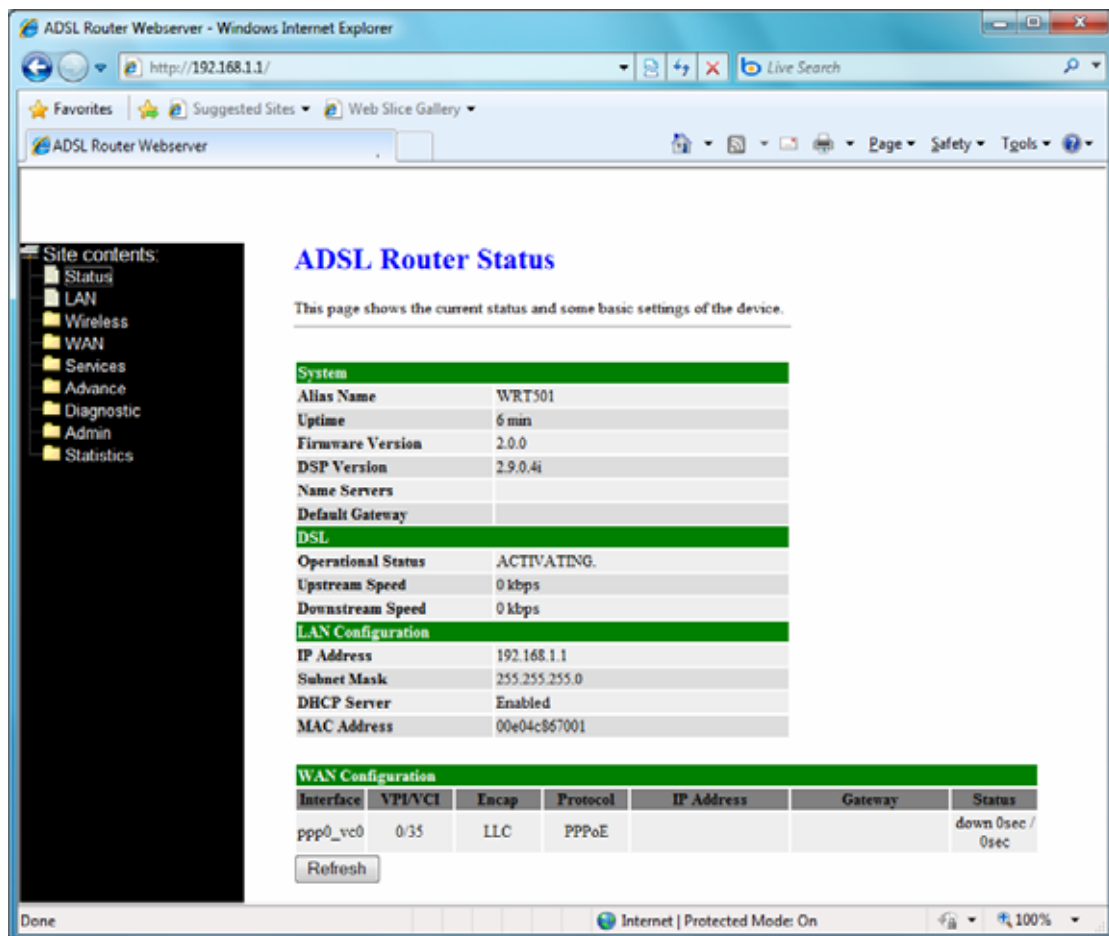 ADSL Router Webserver - Windows Internet Explorer
http://192.168.1.1/
Live Search
Favorites Suggested Sites Web Slice Gallery
ADSL Router Webserver
Page Safety Tools
Site contents:
Status
LAN
Wireless
WAN
Services
Advance
Diagnostic
Admin
Statistics
ADSL Router Status
This page shows the current status and some basic settings of the device.
System
Alias Name WRT501
Uptime 6 min
Firmware Version 2.0.0
DSP Version 2.9.0.4i
Name Servers
Default Gateway
DSL
Operational Status ACTIVATING.
Upstream Speed 0 kbps
Downstream Speed 0 kbps
LAN Configuration
IP Address 192.168.1.1
Subnet Mask 255.255.255.0
DHCP Server Enabled
MAC Address 00e04c867001
WAN Configuration
Interface VPI/VCI Encap Protocol IP Address Gateway Status
ppp0_vc0 0/35 LLC PPPoE down 0sec /
0sec
Refresh
Done Internet | Protected Mode: On 100%